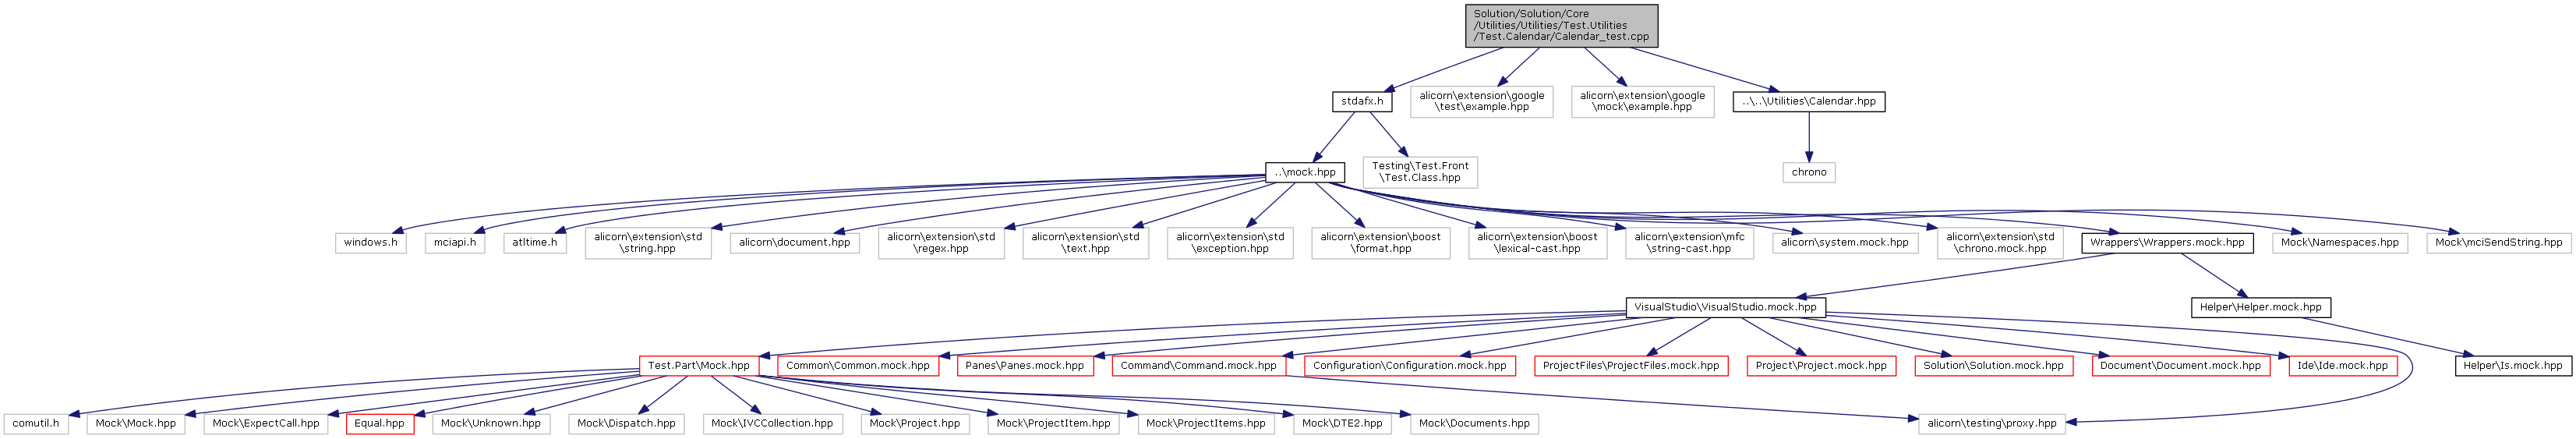 Solution/Solution/Core
/Utilities/Utilities/Test.Utilities
/Test.Calendar/Calendar_test.cpp
stdafx.h
alicorn\extension\google
\test\example.hpp
alicorn\extension\google
\mock\example.hpp
..\..\Utilities\Calendar.hpp
..\mock.hpp
Testing\Test.Front
\Test.Class.hpp
chrono
windows.h
mciapi.h
atltime.h
alicorn\extension\std
\string.hpp
alicorn\document.hpp
alicorn\extension\std
\regex.hpp
alicorn\extension\std
\text.hpp
alicorn\extension\std
\exception.hpp
alicorn\extension\boost
\format.hpp
alicorn\extension\boost
\lexical-cast.hpp
alicorn\extension\mfc
\string-cast.hpp
alicorn\system.mock.hpp
alicorn\extension\std
\chrono.mock.hpp
Wrappers\Wrappers.mock.hpp
Mock\Namespaces.hpp
Mock\mciSendString.hpp
VisualStudio\VisualStudio.mock.hpp
Helper\Helper.mock.hpp
Test.Part\Mock.hpp
Common\Common.mock.hpp
Panes\Panes.mock.hpp
Command\Command.mock.hpp
Configuration\Configuration.mock.hpp
ProjectFiles\ProjectFiles.mock.hpp
Project\Project.mock.hpp
Solution\Solution.mock.hpp
Document\Document.mock.hpp
Ide\Ide.mock.hpp
Helper\Is.mock.hpp
comutil.h
Mock\Mock.hpp
Mock\ExpectCall.hpp
Equal.hpp
Mock\Unknown.hpp
Mock\Dispatch.hpp
Mock\IVCCollection.hpp
Mock\Project.hpp
Mock\ProjectItem.hpp
Mock\ProjectItems.hpp
Mock\DTE2.hpp
Mock\Documents.hpp
alicorn\testing\proxy.hpp